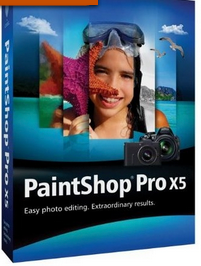 PaintShop Pro X5
PaintShop® Pro X5
Easy photo editing. Extraordinary results.